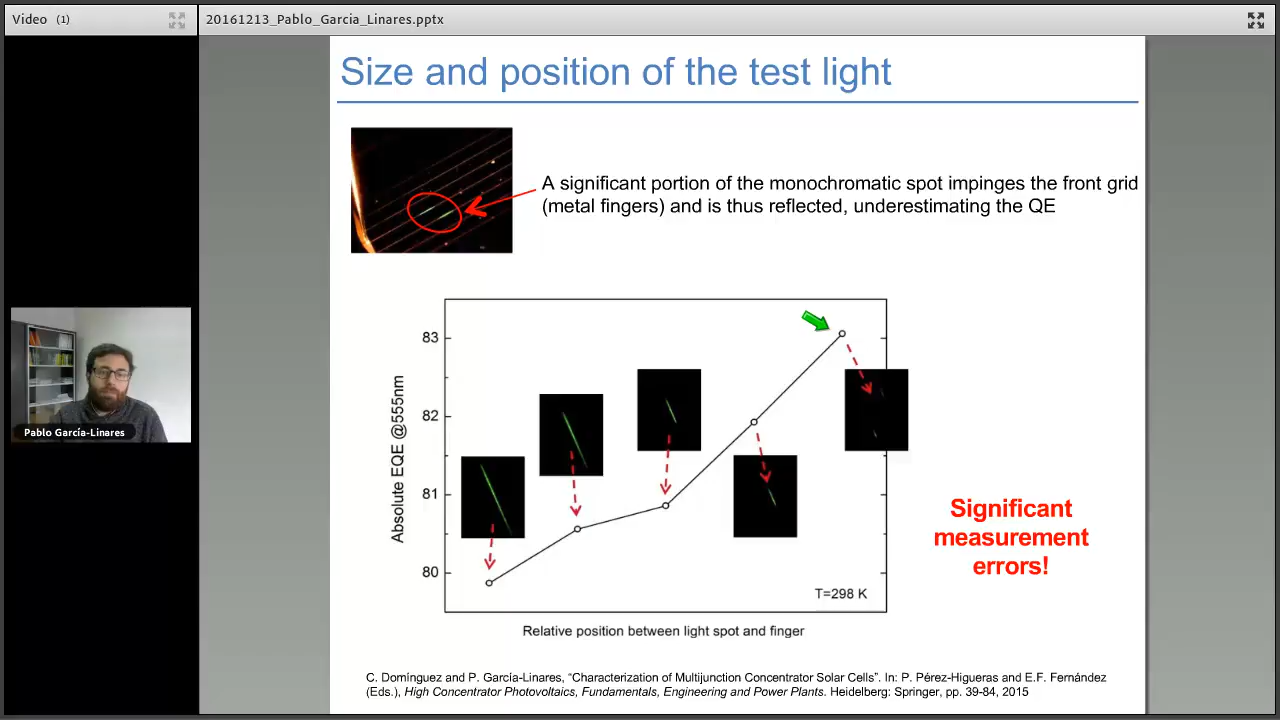 Video (1)
20161213_Pablo_Garcia_Linares.pptx
Size and position of the test light
A significant portion of the monochromatic spot impinges the front grid
(metal fingers) and is thus reflected, underestimating the QE
Pablo García-Linares
Absolute EQE @555nm
83
82
81
80
T=298 K
Relative position between light spot and finger
Significant
measurement
errors!
C. Domínguez and P. García-Linares, “Characterization of Multijunction Concentrator Solar Cells”. In: P. Pérez-Higueras and E.F. Fernández
(Eds.), High Concentrator Photovoltaics, Fundamentals, Engineering and Power Plants. Heidelberg: Springer, pp. 39-84, 2015